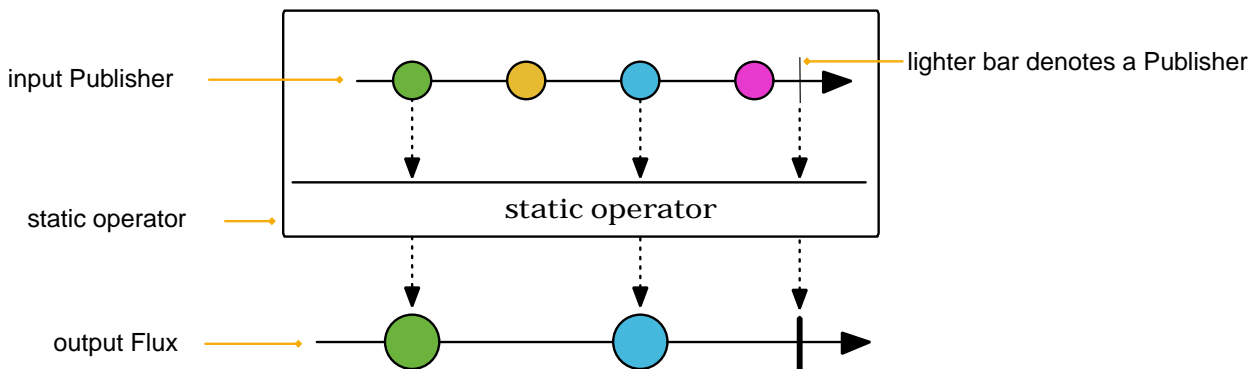 input Publisher
lighter bar denotes a Publisher
static operator
static operator
output Flux